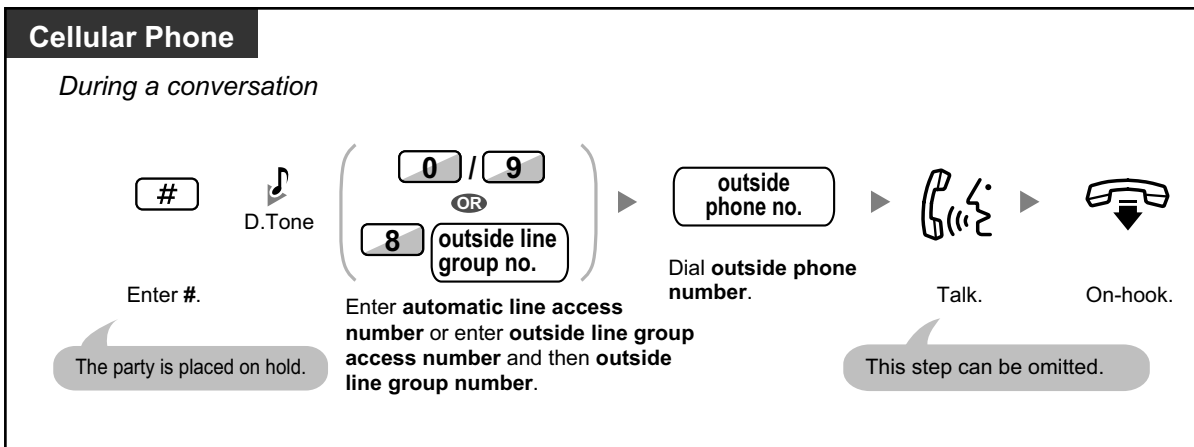 Cellular Phone
During a conversation
#
D.Tone
0 / 9
OR
8 outside line
group no.
outside
phone no.
Enter #.
The party is placed on hold.
Enter automatic line access
number or enter outside line group
access number and then outside
line group number.
Dial outside phone
number.
Talk.
This step can be omitted.
On-hook.